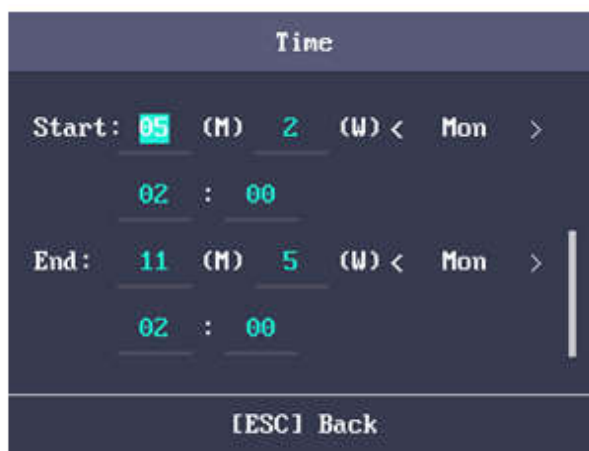 Time
Start: 05 (M) 2 (W) < Mon >
02 : 00
End: 11 (M) 5 (W) < Mon >
02 : 00
[ESC] Back